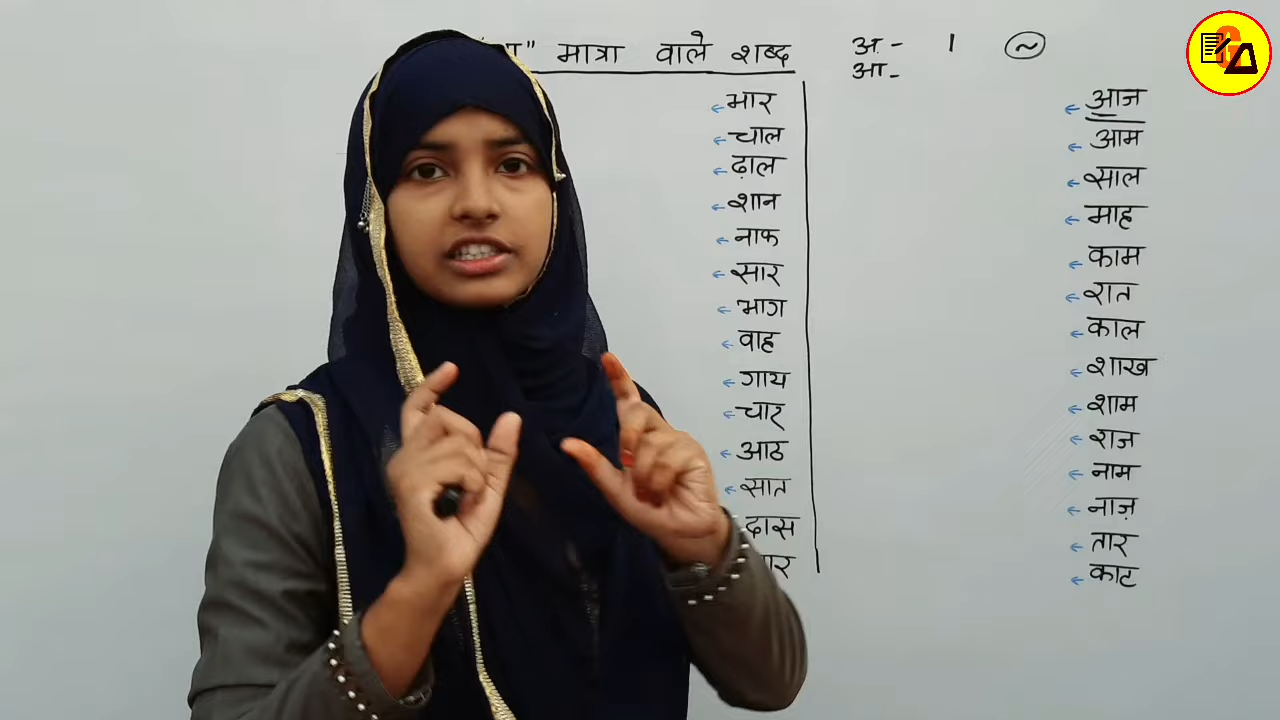 मात्रा वाले शब्द
अ - । ~
आ -
भार
चाल
ढ़ाल
शान
नाक
सार
भाग
वाह
गाय
चार
आठ
सात
दास
आज
आम
साल
माह
काम
रात
काल
शाख
शाम
राज
नाम
नाज़
तार
काट